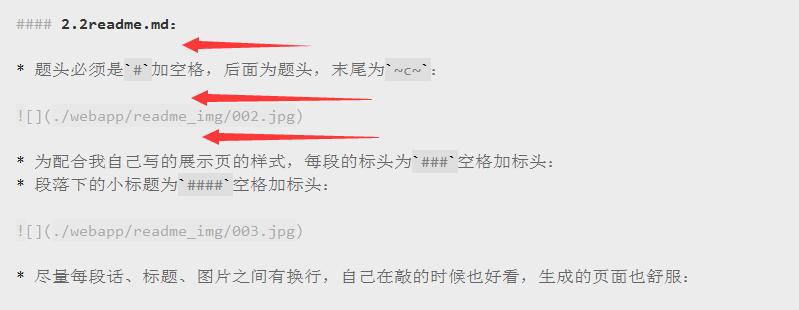 #### 2.2readme.md：
* 题头必须是`#`加空格，后面为题头，末尾为`~c~`：
![](./webapp/readme_img/002.jpg)
* 为配合我自己写的展示页的样式，每段的标头为`###`空格加标头：
* 段落下的小标题为`####`空格加标头：
![](./webapp/readme_img/003.jpg)
* 尽量每段话、标题、图片之间有换行，自己在敲的时候也好看，生成的页面也舒服：